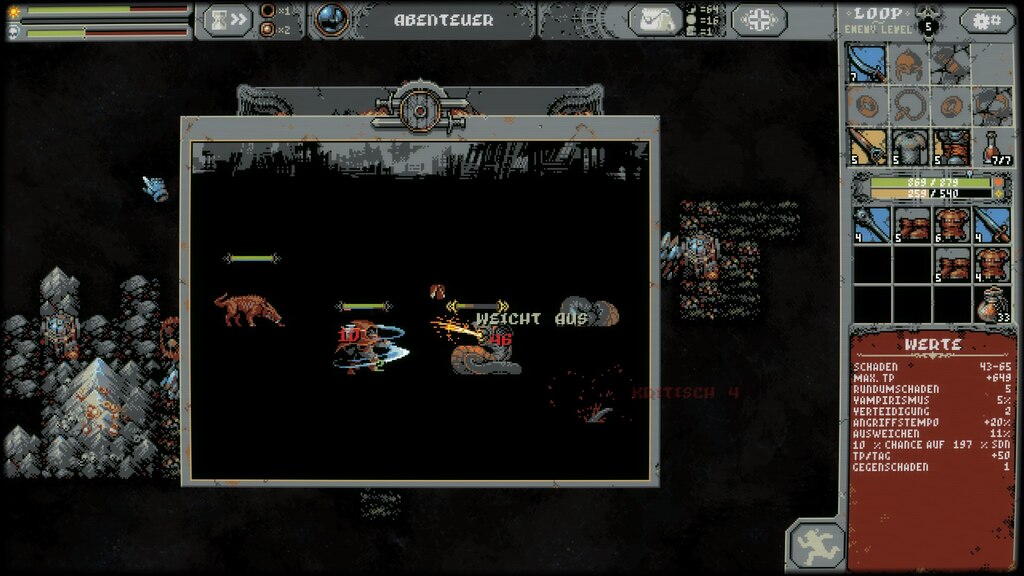 ×1
×2
ABENTEUER
=64
=16
LOOP
ENEMY LEVEL
5
7
5
5
5
7/7
869 / 879
259 / 540
4
5
6
4
5
4
33
WEICHT AUS
10
46
2
KRITISCH 4
WERTE
SCHADEN 43-65
MAX. TP +649
RUNDUMSCHADEN 5
VAMPIRISMUS 5%
VERTEIDIGUNG 2
ANGRIFFSTEMPO +20%
AUSWEICHEN 11%
10 % CHANCE AUF 197 % SDN
TP/TAG +50
GEGENSCHADEN 1